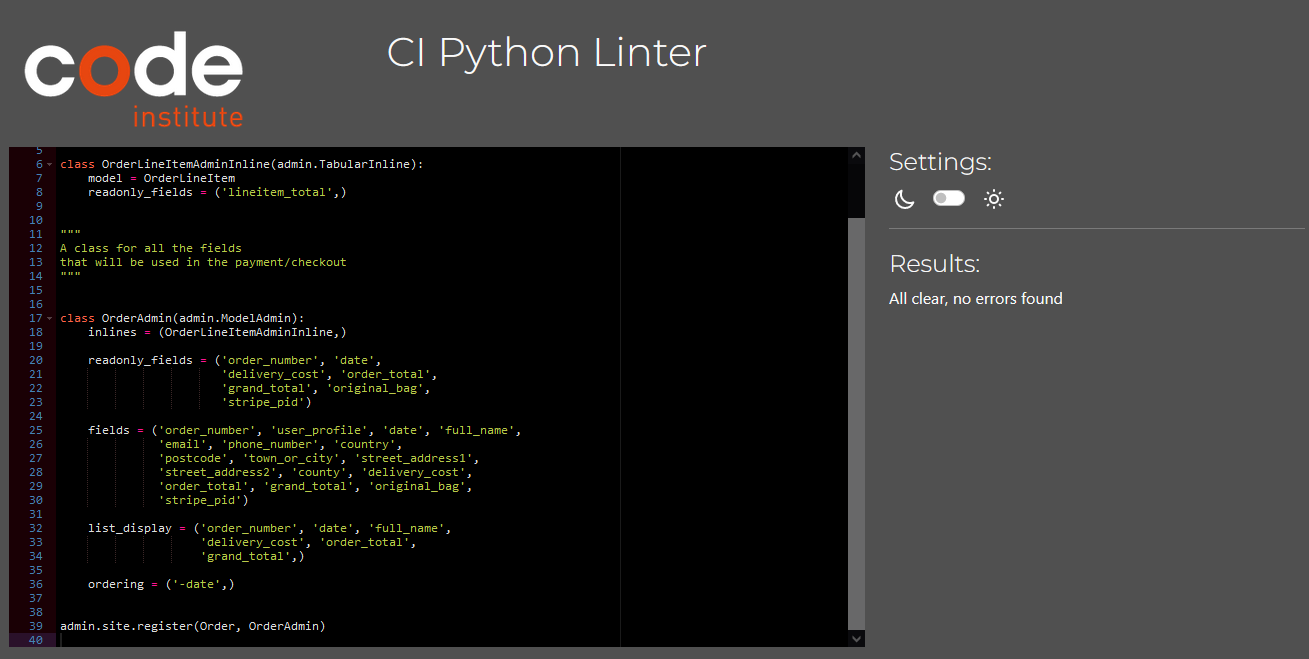 code
institute
CI Python Linter
5
6 class OrderLineItemAdminInline(admin.TabularInline):
7     model = OrderLineItem
8     readonly_fields = ('lineitem_total',)
9
10
11 """
12 A class for all the fields
13 that will be used in the payment/checkout
14 """
15
16
17 class OrderAdmin(admin.ModelAdmin):
18     inlines = (OrderLineItemAdminInline,)
19
20     readonly_fields = ('order_number', 'date',
21                        'delivery_cost', 'order_total',
22                        'grand_total', 'original_bag',
23                        'stripe_pid')
24
25     fields = ('order_number', 'user_profile', 'date', 'full_name',
26               'email', 'phone_number', 'country',
27               'postcode', 'town_or_city', 'street_address1',
28               'street_address2', 'county', 'delivery_cost',
29               'order_total', 'grand_total', 'original_bag',
30               'stripe_pid')
31
32     list_display = ('order_number', 'date', 'full_name',
33                     'delivery_cost', 'order_total',
34                     'grand_total',)
35
36     ordering = ('-date',)
37
38
39 admin.site.register(Order, OrderAdmin)
40
Settings:
Results:
All clear, no errors found